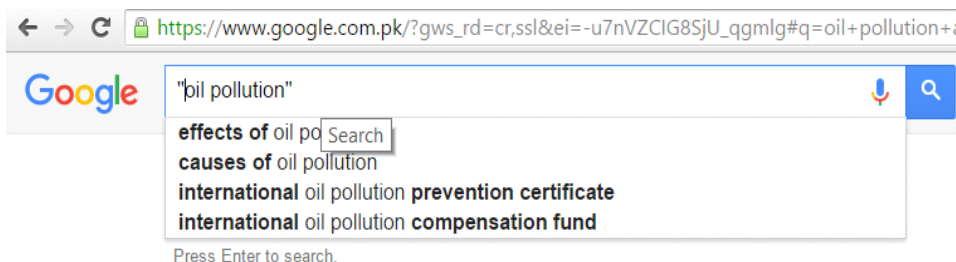 https://www.google.com.pk/?gws_rd=cr,ssl&ei=-u7nVZCIG8SjU_qgmlg#q=oil+pollution+a
Google "oil pollution"
effects of oil po Search
causes of oil pollution
international oil pollution prevention certificate
international oil pollution compensation fund
Press Enter to search.